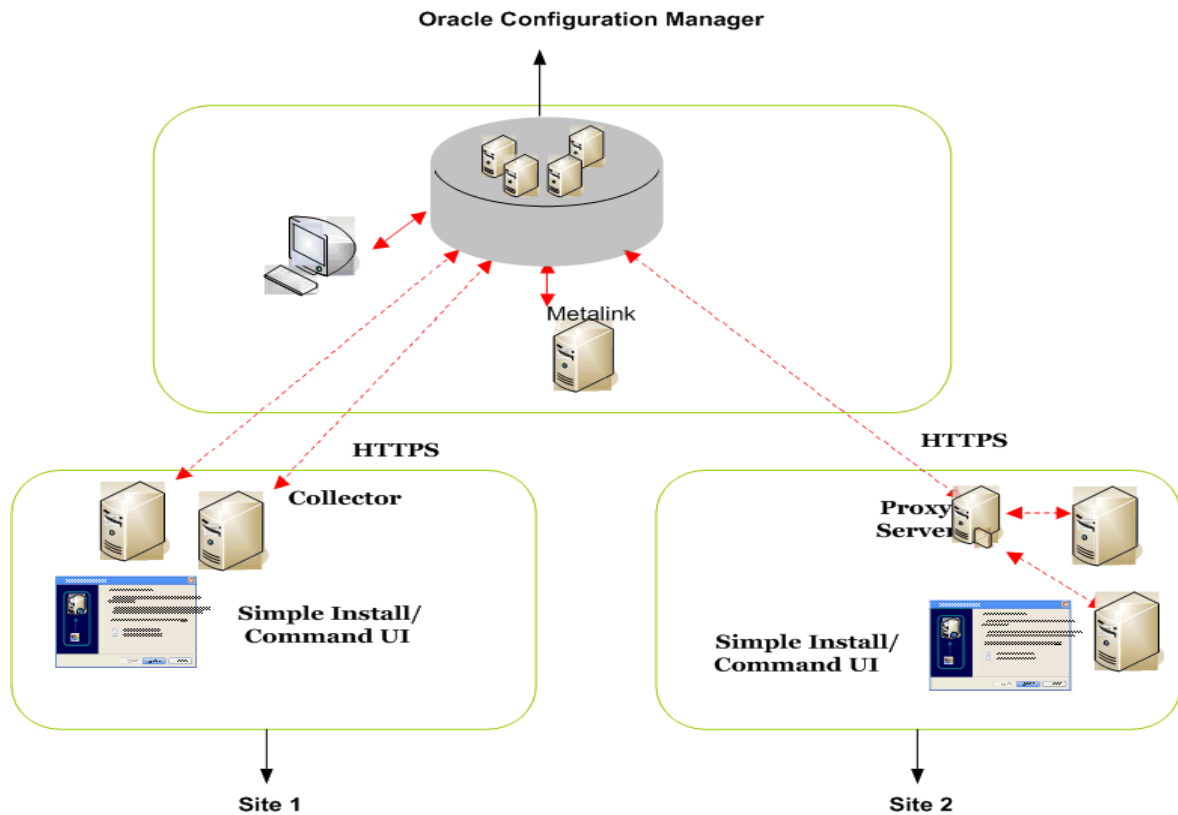 Oracle Configuration Manager
Metalink
HTTPS
HTTPS
Collector
Proxy
Server
Simple Install/
Command UI
Simple Install/
Command UI
Site 1
Site 2